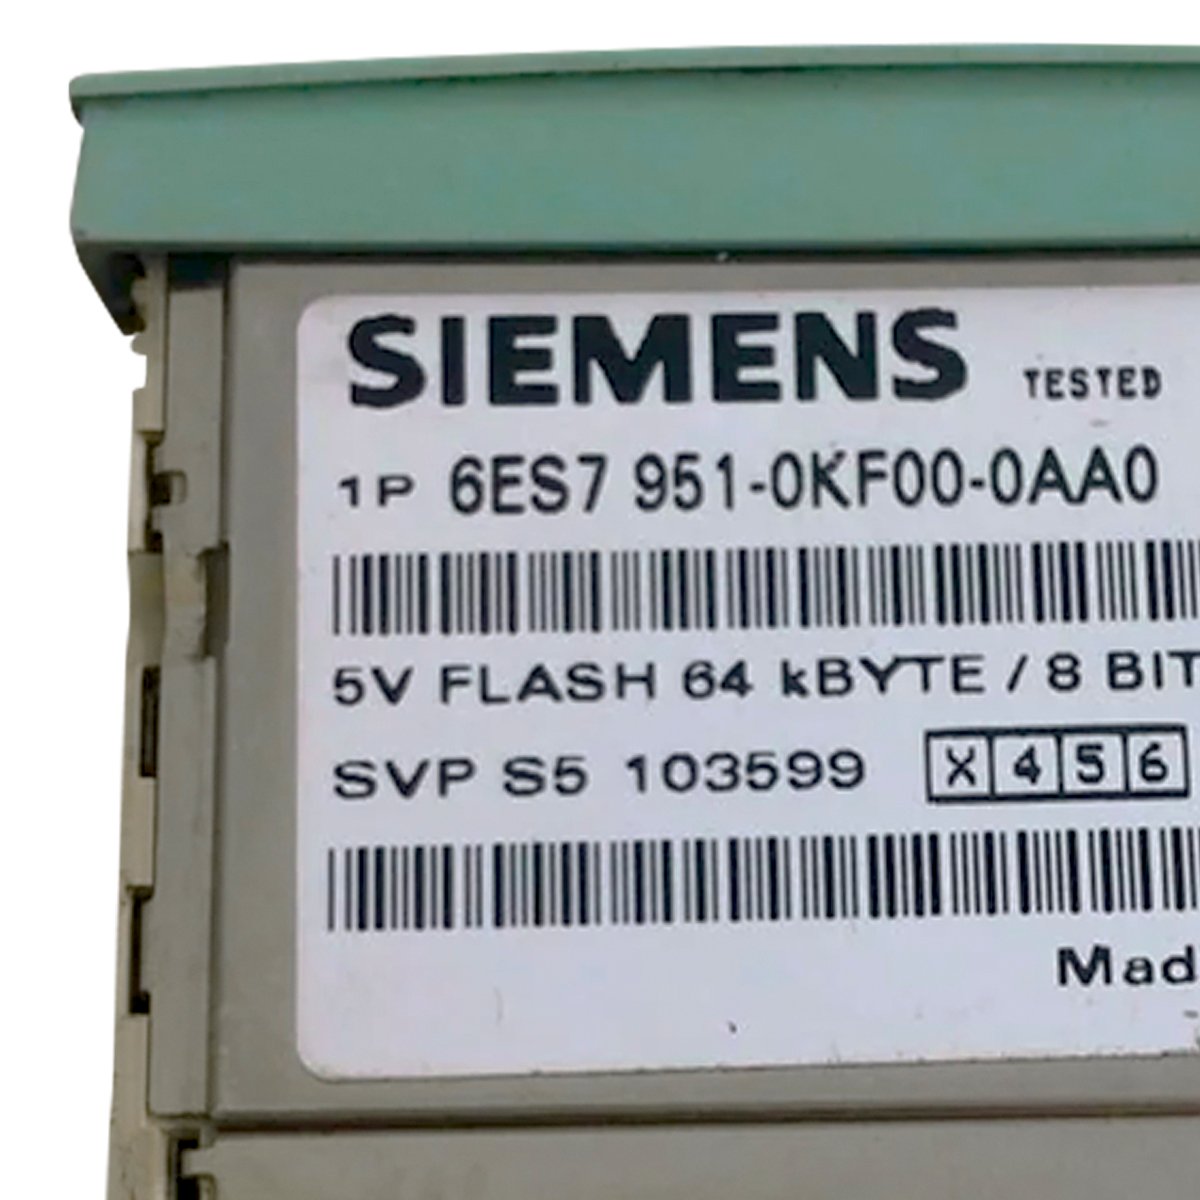 SIEMENS TESTED
1P 6ES7 951-0KF00-0AA0
5V FLASH 64 kBYTE / 8 BIT
SVP S5 103599 X 4 5 6